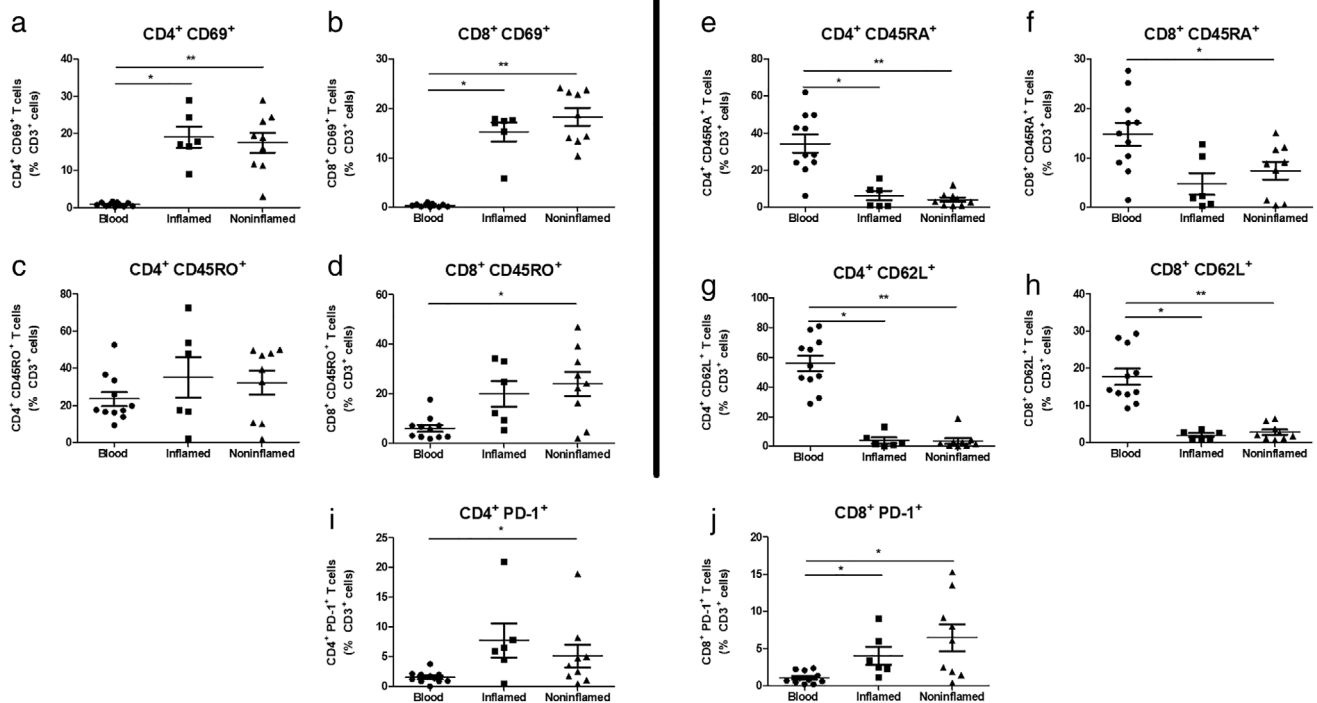 a
CD4⁺ CD69⁺
CD4⁺ CD69⁺ T cells
(% CD3⁺ cells)
40
30
20
10
0
**
*
Blood Inflamed Noninflamed
b
CD8⁺ CD69⁺
CD8⁺ CD69⁺ T cells
(% CD3⁺ cells)
30
20
10
0
**
*
Blood Inflamed Noninflamed
e
CD4⁺ CD45RA⁺
CD4⁺ CD45RA⁺ T cells
(% CD3⁺ cells)
80
60
40
20
0
**
*
Blood Inflamed Noninflamed
f
CD8⁺ CD45RA⁺
CD8⁺ CD45RA⁺ T cells
(% CD3⁺ cells)
30
20
10
0
*
Blood Inflamed Noninflamed
c
CD4⁺ CD45RO⁺
CD4⁺ CD45RO⁺ T cells
(% CD3⁺ cells)
80
60
40
20
0
Blood Inflamed Noninflamed
d
CD8⁺ CD45RO⁺
CD8⁺ CD45RO⁺ T cells
(% CD3⁺ cells)
60
40
20
0
*
Blood Inflamed Noninflamed
g
CD4⁺ CD62L⁺
CD4⁺ CD62L⁺ T cells
(% CD3⁺ cells)
100
80
60
40
20
0
**
*
Blood Inflamed Noninflamed
h
CD8⁺ CD62L⁺
CD8⁺ CD62L⁺ T cells
(% CD3⁺ cells)
40
30
20
10
0
**
*
Blood Inflamed Noninflamed
i
CD4⁺ PD-1⁺
CD4⁺ PD-1⁺ T cells
(% CD3⁺ cells)
25
20
15
10
5
0
*
Blood Inflamed Noninflamed
j
CD8⁺ PD-1⁺
CD8⁺ PD-1⁺ T cells
(% CD3⁺ cells)
20
15
10
5
0
*
*
Blood Inflamed Noninflamed